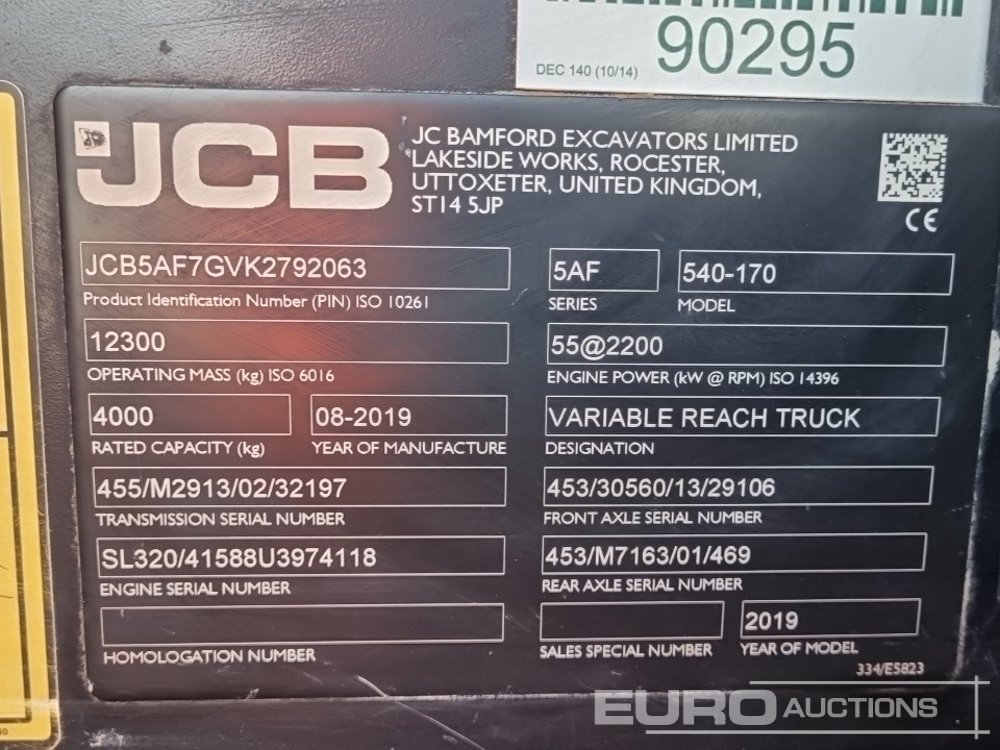 90295
DEC 140 (10/14)
JCB
JC BAMFORD EXCAVATORS LIMITED
LAKESIDE WORKS, ROCESTER,
UTTOXETER, UNITED KINGDOM,
ST14 5JP
CE
JCB5AF7GVK2792063
Product Identification Number (PIN) ISO 10261
5AF
SERIES
540-170
MODEL
12300
OPERATING MASS (kg) ISO 6016
55@2200
ENGINE POWER (kW @ RPM) ISO 14396
4000
RATED CAPACITY (kg)
08-2019
YEAR OF MANUFACTURE
VARIABLE REACH TRUCK
DESIGNATION
455/M2913/02/32197
TRANSMISSION SERIAL NUMBER
453/30560/13/29106
FRONT AXLE SERIAL NUMBER
SL320/41588U3974118
ENGINE SERIAL NUMBER
453/M7163/01/469
REAR AXLE SERIAL NUMBER
HOMOLOGATION NUMBER
SALES SPECIAL NUMBER
2019
YEAR OF MODEL
334/E5823
EURO AUCTIONS